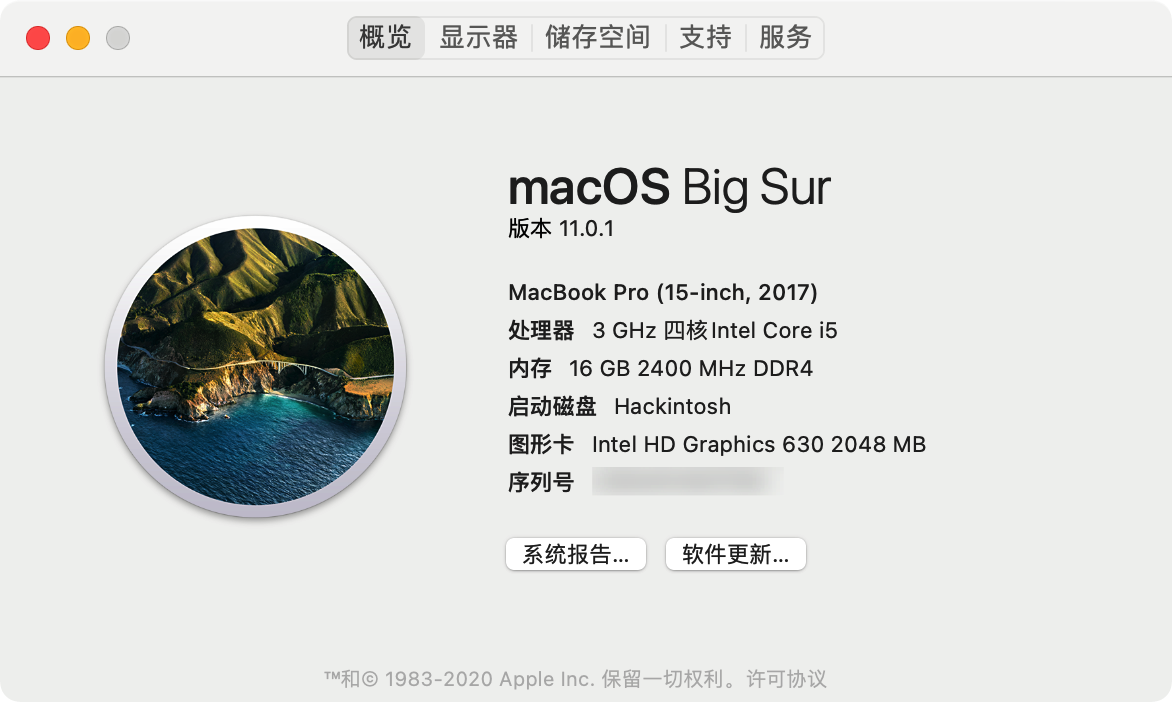 概览 显示器 储存空间 支持 服务
macOS Big Sur
版本 11.0.1
MacBook Pro (15-inch, 2017)
处理器 3 GHz 四核Intel Core i5
内存 16 GB 2400 MHz DDR4
启动磁盘 Hackintosh
图形卡 Intel HD Graphics 630 2048 MB
序列号
系统报告... 软件更新...
™和© 1983-2020 Apple Inc. 保留一切权利。许可协议